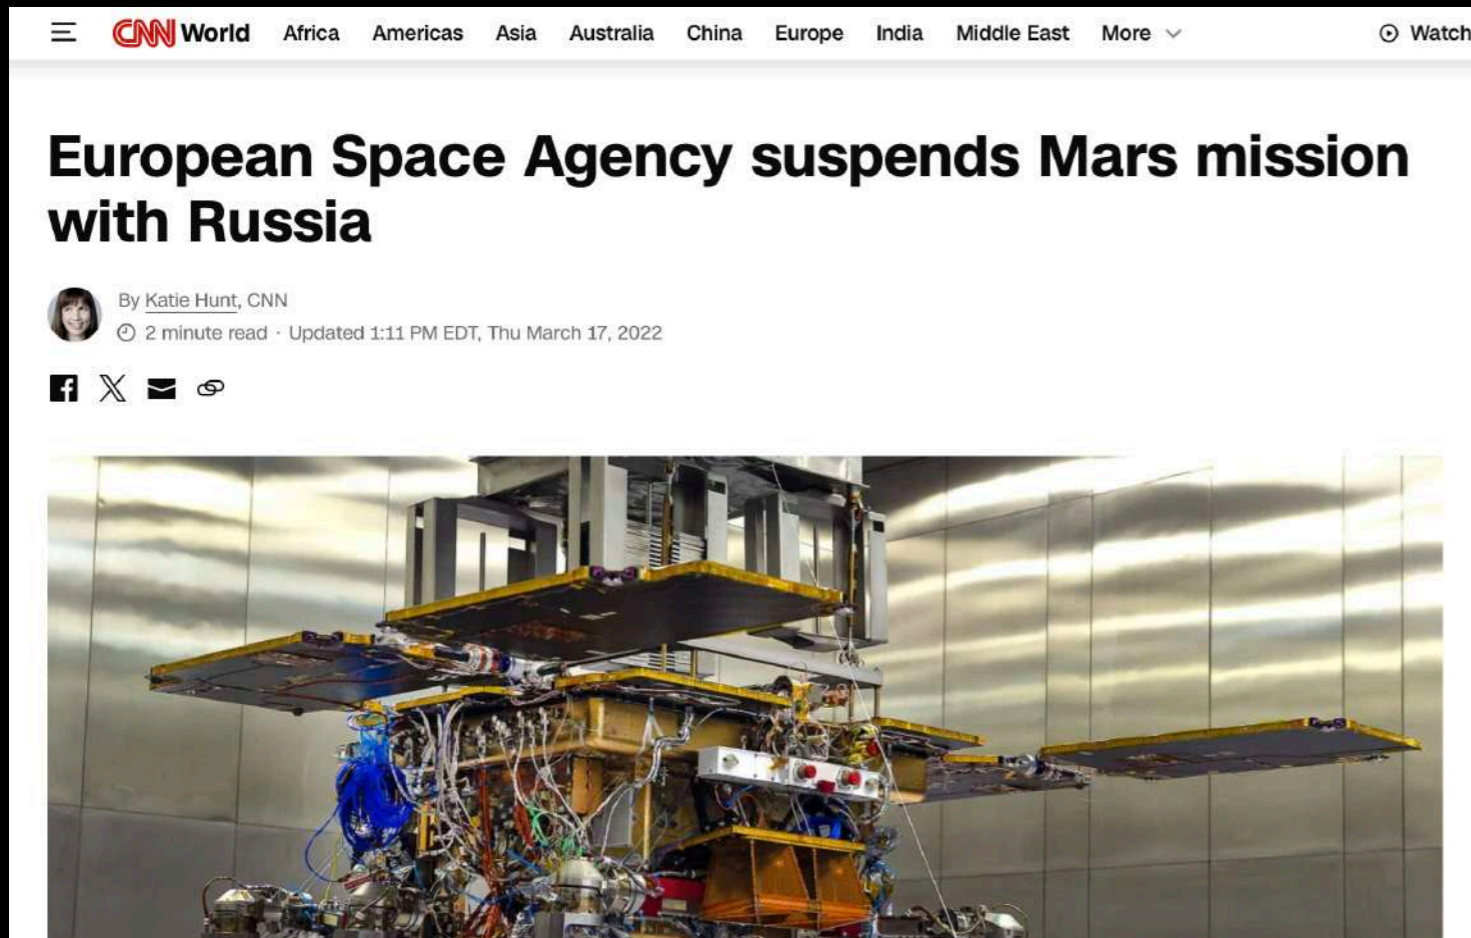 CNN World Africa Americas Asia Australia China Europe India Middle East More Watch
European Space Agency suspends Mars mission
with Russia
By Katie Hunt, CNN
2 minute read · Updated 1:11 PM EDT, Thu March 17, 2022